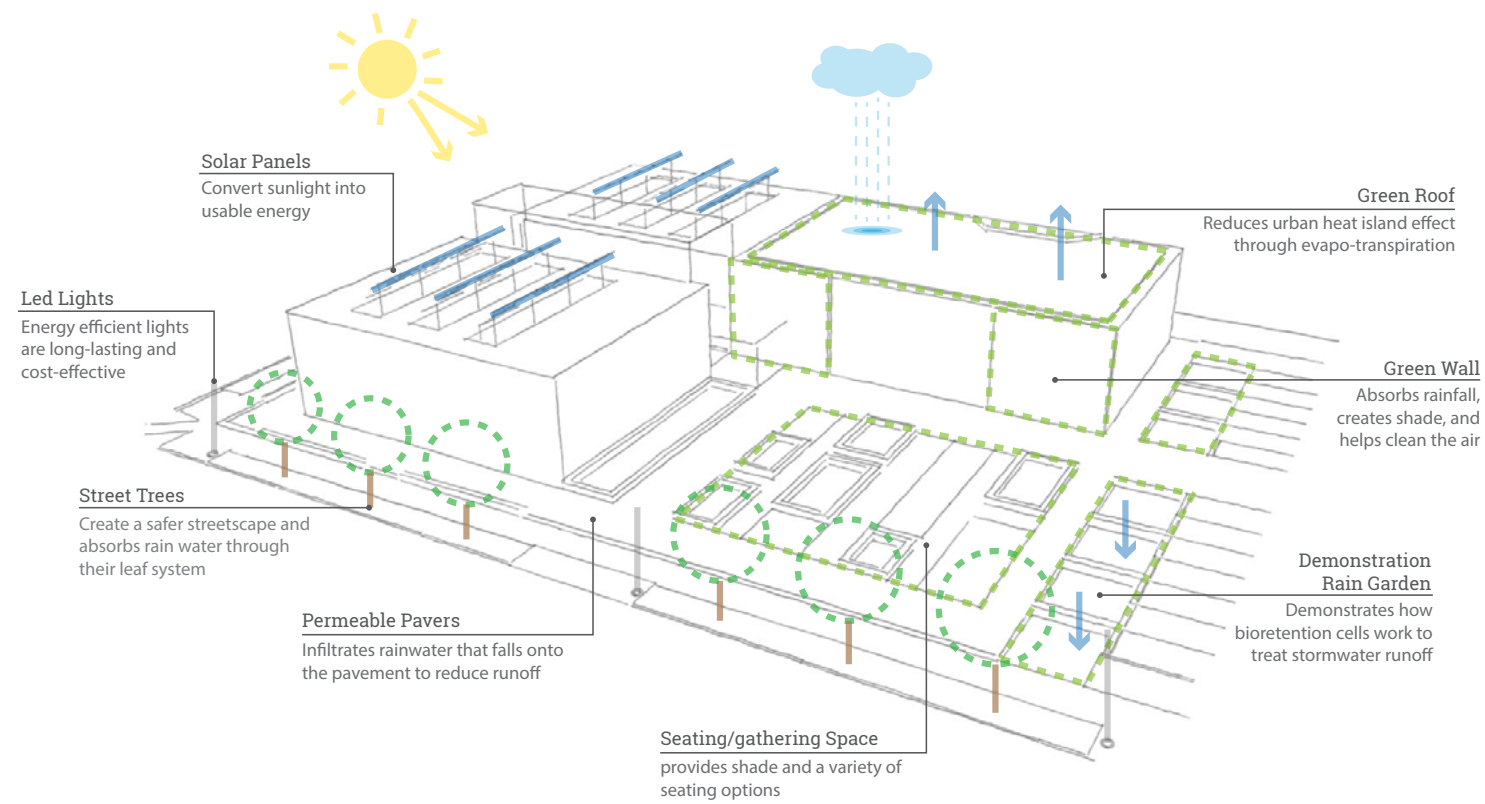 Solar Panels
Convert sunlight into
usable energy
Green Roof
Reduces urban heat island effect
through evapo-transpiration
Led Lights
Energy efficient lights
are long-lasting and
cost-effective
Green Wall
Absorbs rainfall,
creates shade, and
helps clean the air
Street Trees
Create a safer streetscape and
absorbs rain water through
their leaf system
Demonstration
Rain Garden
Demonstrates how
bioretention cells work to
treat stormwater runoff
Permeable Pavers
Infiltrates rainwater that falls onto
the pavement to reduce runoff
Seating/gathering Space
provides shade and a variety of
seating options